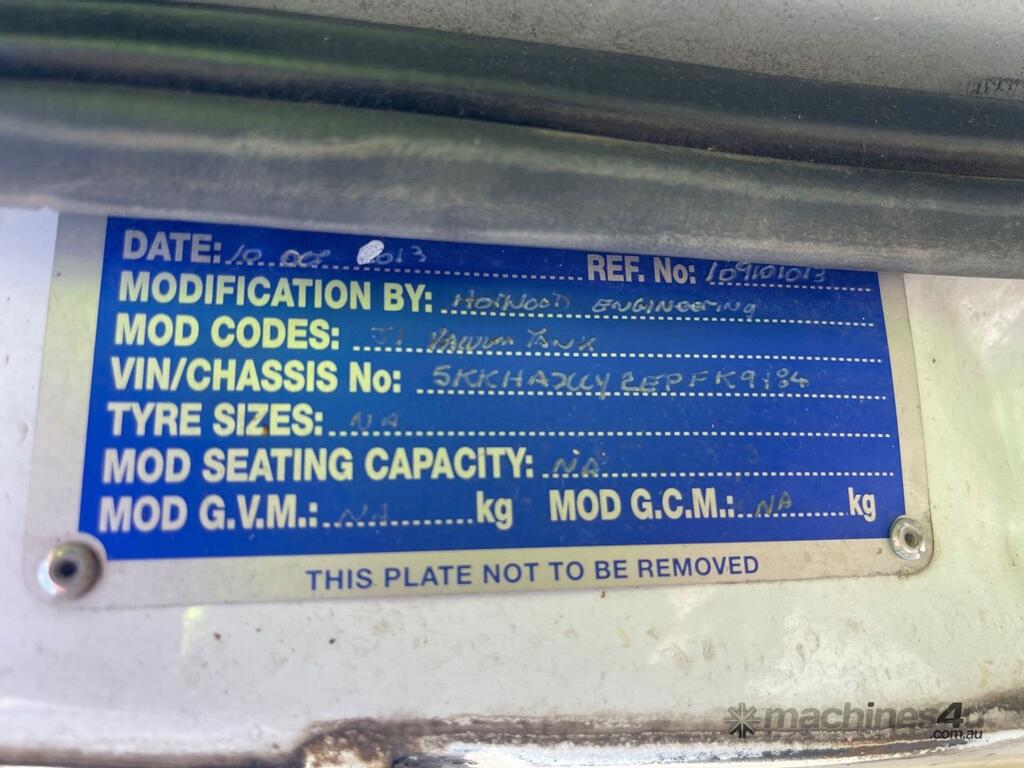 DATE: 10 Oct 2013 REF. No: 109101013
MODIFICATION BY: HOTWOOD ENGINEERING
MOD CODES: J1 VACUUM TANK
VIN/CHASSIS No:
TYRE SIZES: NA
MOD SEATING CAPACITY: NA
MOD G.V.M.: NA kg MOD G.C.M.: NA kg
THIS PLATE NOT TO BE REMOVED
machines4u
.com.au